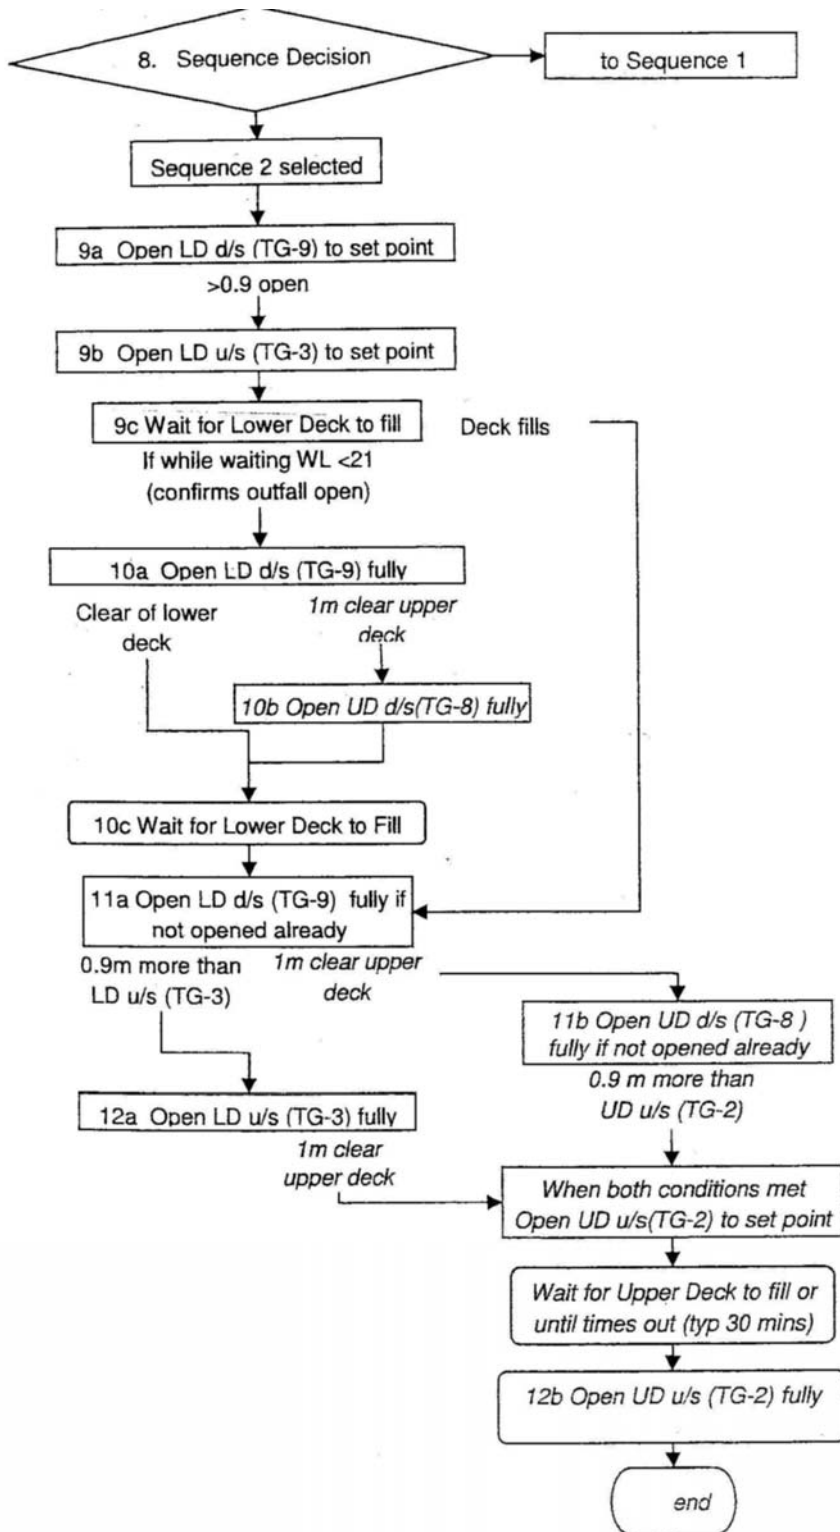 8. Sequence Decision
to Sequence 1
Sequence 2 selected
9a Open LD d/s (TG-9) to set point
>0.9 open
9b Open LD u/s (TG-3) to set point
9c Wait for Lower Deck to fill
Deck fills
If while waiting WL <21
(confirms outfall open)
10a Open LD d/s (TG-9) fully
Clear of lower
deck
1m clear upper
deck
10b Open UD d/s(TG-8) fully
10c Wait for Lower Deck to Fill
11a Open LD d/s (TG-9) fully if
not opened already
0.9m more than
LD u/s (TG-3)
1m clear upper
deck
11b Open UD d/s (TG-8 )
fully if not opened already
0.9 m more than
UD u/s (TG-2)
12a Open LD u/s (TG-3) fully
1m clear
upper deck
When both conditions met
Open UD u/s(TG-2) to set point
Wait for Upper Deck to fill or
until times out (typ 30 mins)
12b Open UD u/s (TG-2) fully
end